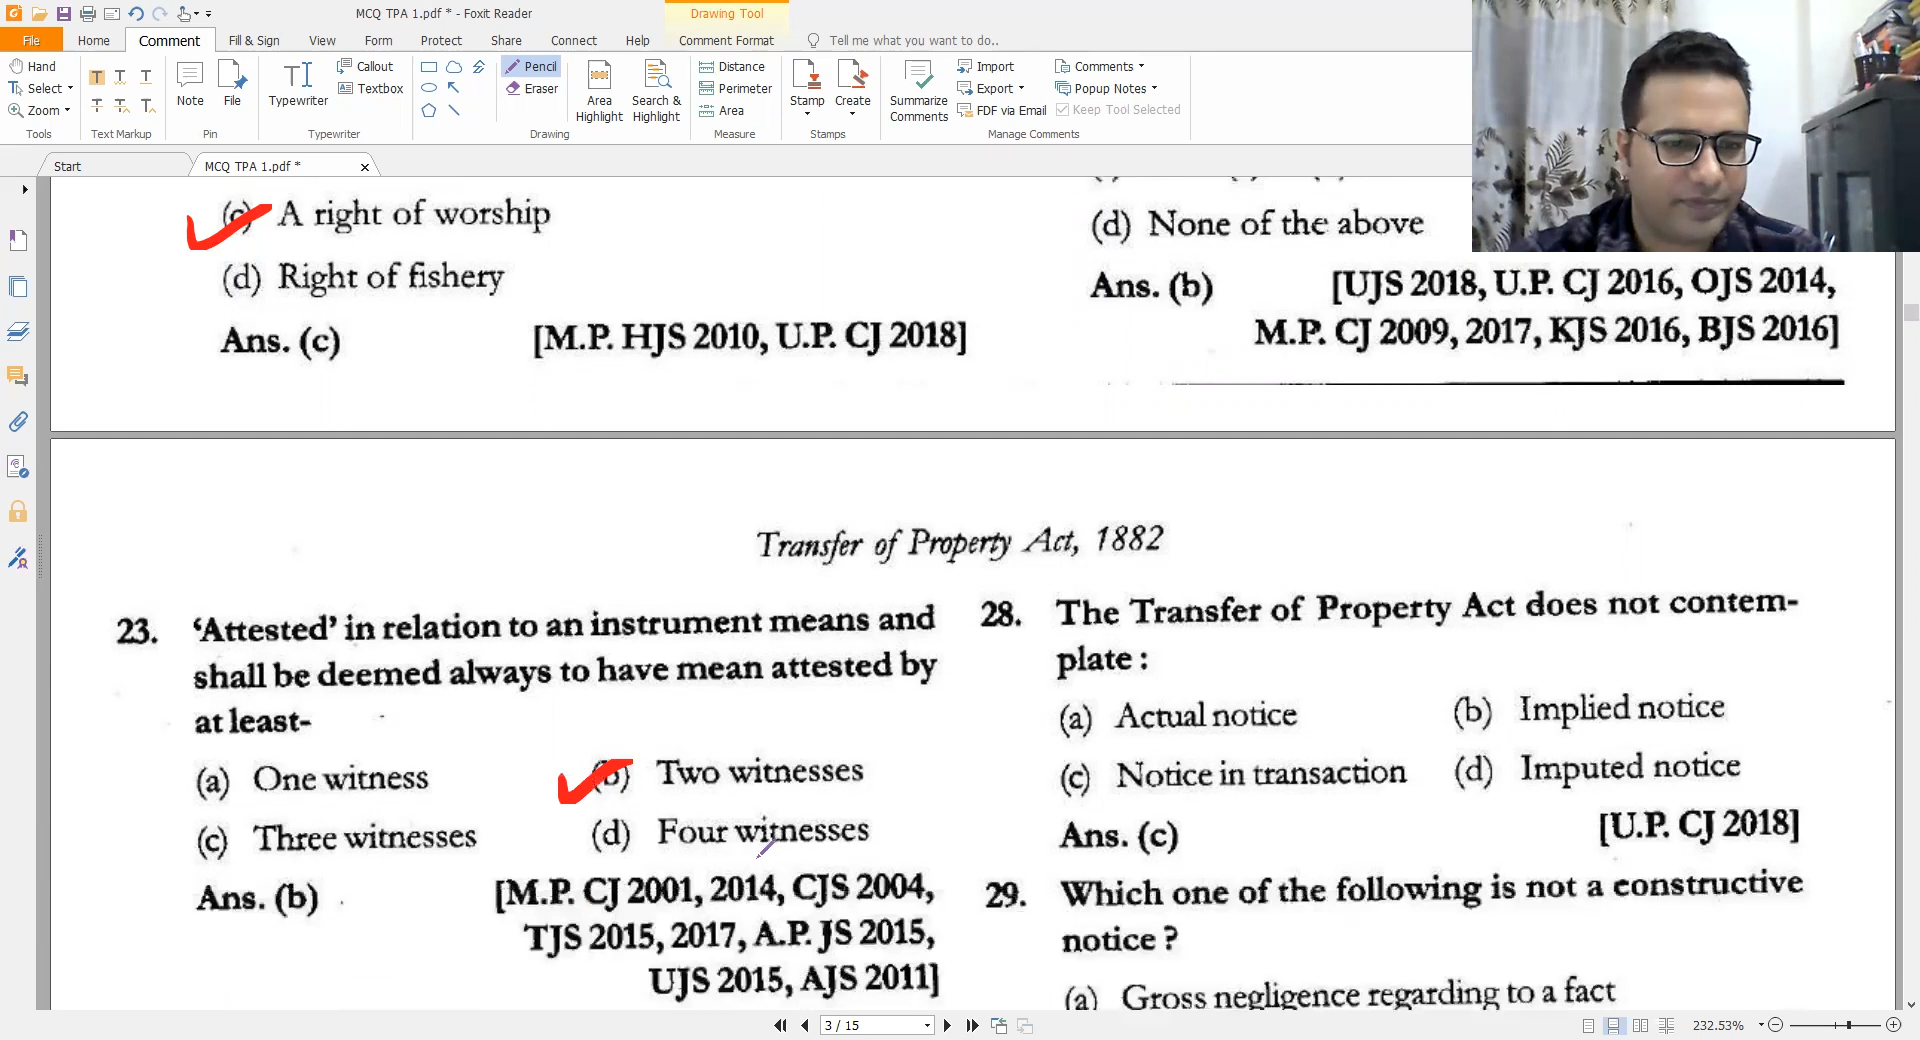 MCQ TPA 1.pdf * - Foxit Reader
Drawing Tool
File
Home
Comment
Fill & Sign
View
Form
Protect
Share
Connect
Help
Comment Format
Tell me what you want to do..
Hand
Select
Zoom
Tools
Text Markup
Note
File
Pin
Typewriter
Callout
Textbox
Typewriter
Pencil
Eraser
Drawing
Area Highlight
Search & Highlight
Distance
Perimeter
Area
Measure
Stamp
Create
Stamps
Summarize Comments
Import
Export
FDF via Email
Comments
Popup Notes
Keep Tool Selected
Manage Comments
Start
MCQ TPA 1.pdf *
(c) A right of worship
(d) Right of fishery
Ans. (c) [M.P. HJS 2010, U.P. CJ 2018]
(d) None of the above
Ans. (b) [UJS 2018, U.P. CJ 2016, OJS 2014,
M.P. CJ 2009, 2017, KJS 2016, BJS 2016]
Transfer of Property Act, 1882
23. 'Attested' in relation to an instrument means and
shall be deemed always to have mean attested by
at least-
(a) One witness (b) Two witnesses
(c) Three witnesses (d) Four witnesses
Ans. (b) [M.P. CJ 2001, 2014, CJS 2004,
TJS 2015, 2017, A.P. JS 2015,
UJS 2015, AJS 2011]
28. The Transfer of Property Act does not contem-
plate :
(a) Actual notice (b) Implied notice
(c) Notice in transaction (d) Imputed notice
Ans. (c) [U.P. CJ 2018]
29. Which one of the following is not a constructive
notice ?
(a) Gross negligence regarding to a fact
3 / 15
232.53%